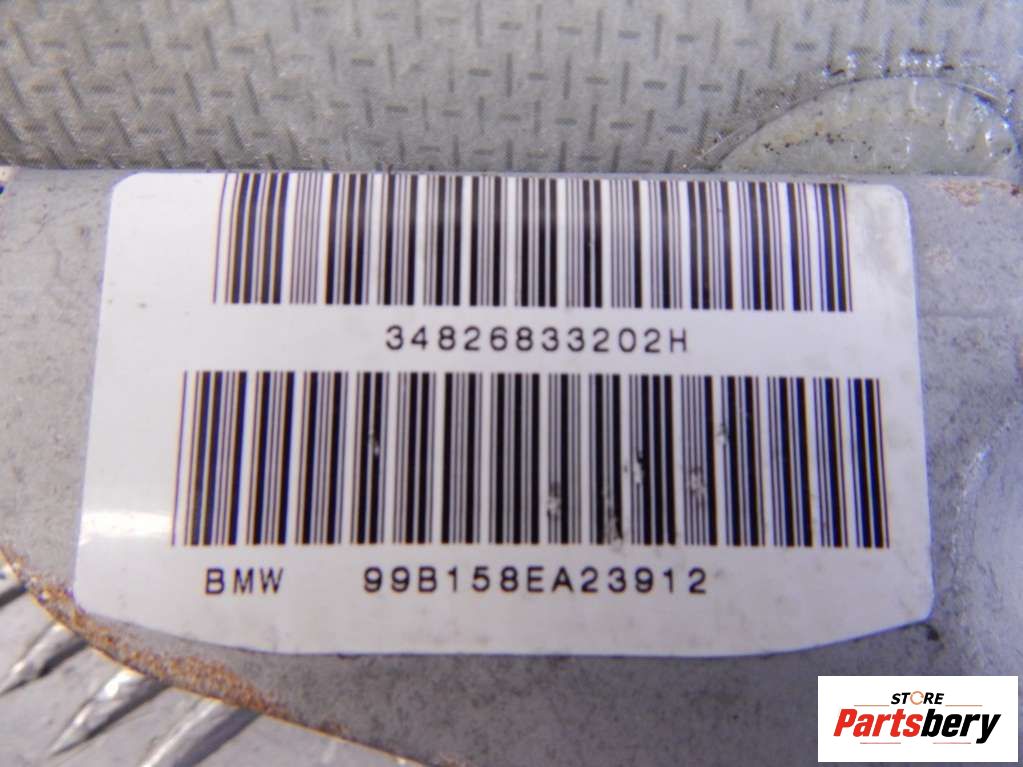 34826833202H
BMW 99B158EA23912
STORE
Partsbery